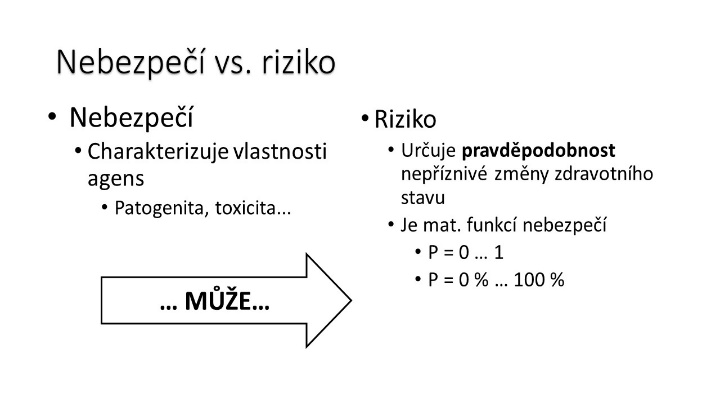 Nebezpečí vs. riziko
• Nebezpečí
• Charakterizuje vlastnosti
agens
• Patogenita, toxicita...
... MŮŽE...
• Riziko
• Určuje pravděpodobnost
nepříznivé změny zdravotního
stavu
• Je mat. funkcí nebezpečí
• P = 0 ... 1
• P = 0 % ... 100 %